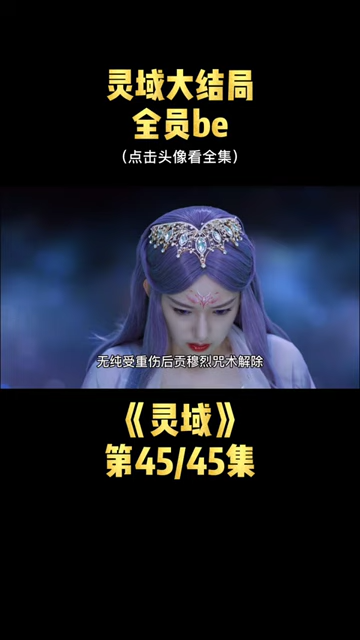 灵域大结局
全员be
（点击头像看全集）
无纯受重伤后贡穆烈咒术解除
《灵域》
第45/45集